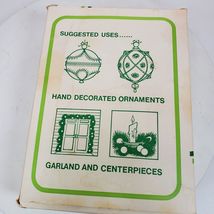 SUGGESTED USES......
HAND DECORATED ORNAMENTS
GARLAND AND CENTERPIECES